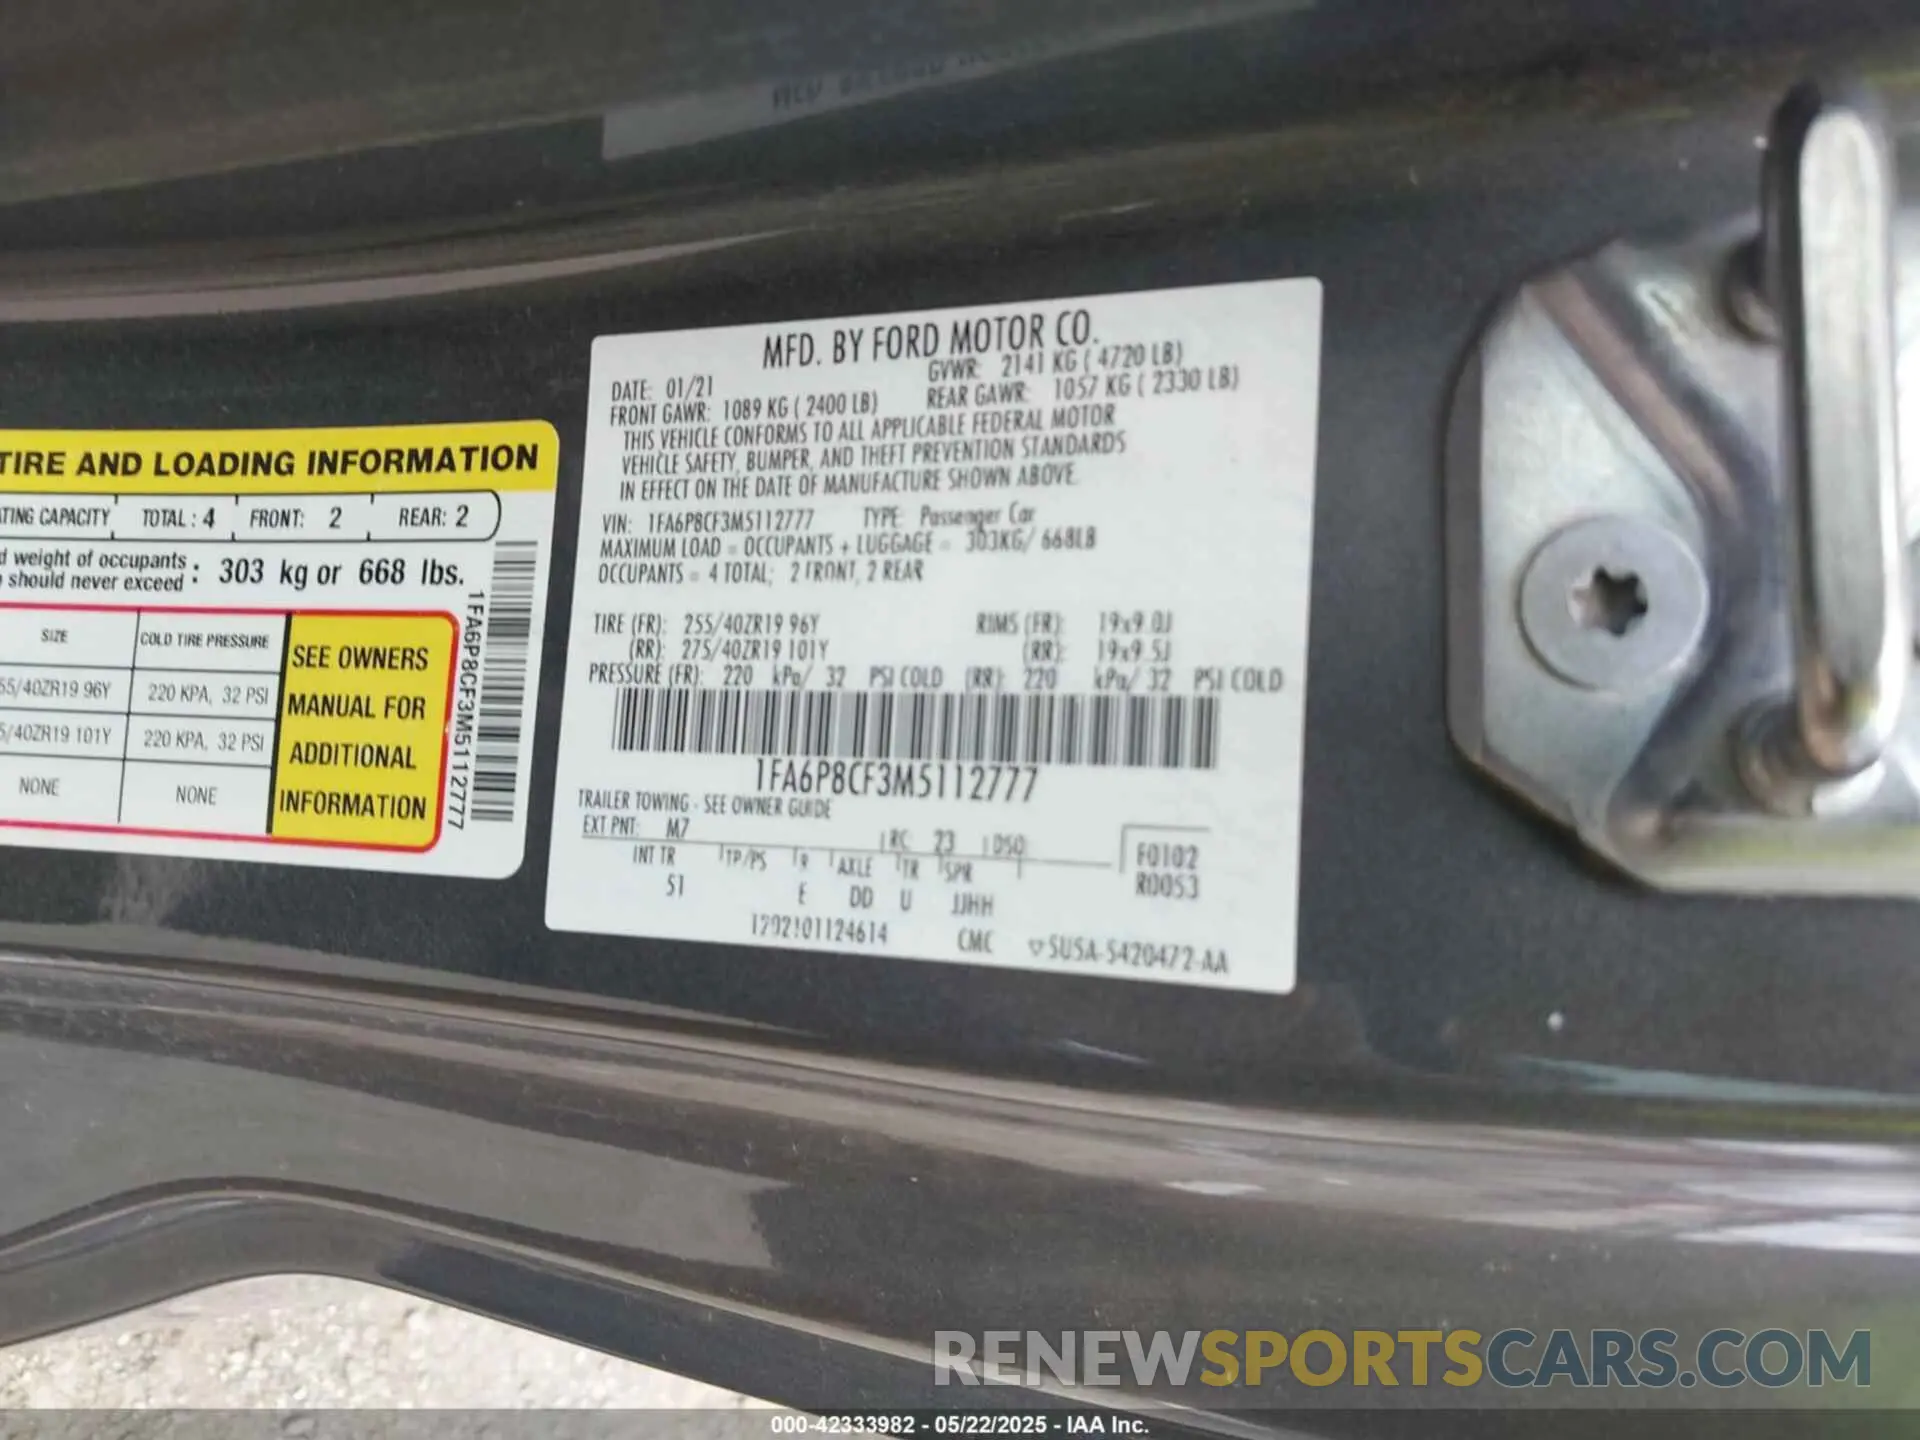 TIRE AND LOADING INFORMATION
TING CAPACITY TOTAL : 4 FRONT: 2 REAR: 2
d weight of occupants
should never exceed : 303 kg or 668 lbs.
SIZE COLD TIRE PRESSURE
55/40ZR19 96Y 220 KPA, 32 PSI
5/40ZR19 101Y 220 KPA, 32 PSI
NONE NONE
SEE OWNERS
MANUAL FOR
ADDITIONAL
INFORMATION
1FA6P8CF3M5112777
MFD. BY FORD MOTOR CO.
DATE: 01/21 GVWR: 2141 KG ( 4720 LB)
FRONT GAWR: 1089 KG ( 2400 LB) REAR GAWR: 1057 KG ( 2330 LB)
THIS VEHICLE CONFORMS TO ALL APPLICABLE FEDERAL MOTOR
VEHICLE SAFETY, BUMPER, AND THEFT PREVENTION STANDARDS
IN EFFECT ON THE DATE OF MANUFACTURE SHOWN ABOVE.
VIN: 1FA6P8CF3M5112777 TYPE: Passenger Car
MAXIMUM LOAD = OCCUPANTS + LUGGAGE = 303KG/ 668LB
OCCUPANTS = 4 TOTAL; 2 FRONT, 2 REAR
TIRE (FR): 255/40ZR19 96Y RIMS (FR): 19x9.0J
(RR): 275/40ZR19 101Y (RR): 19x9.5J
PRESSURE (FR): 220 kPa/ 32 PSI COLD (RR): 220 kPa/ 32 PSI COLD
1FA6P8CF3M5112777
TRAILER TOWING - SEE OWNER GUIDE
EXT PNT: M7 RC: 23 DSO:
INT TR TP/PS R AXLE TR SPR
51 E DD U JJHH
F0102
R0053
1202101124614 CMC ▽5U5A-5420472-AA
RENEWSPORTSCARS.COM
000-42333982 - 05/22/2025 - IAA Inc.